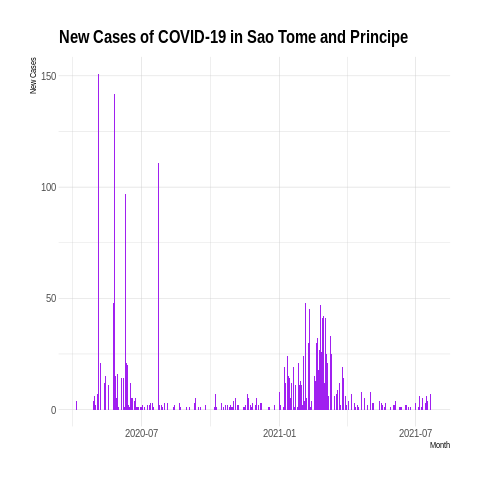 New Cases of COVID-19 in Sao Tome and Principe
New Cases
150
100
50
0
2020-07
2021-01
2021-07
Month